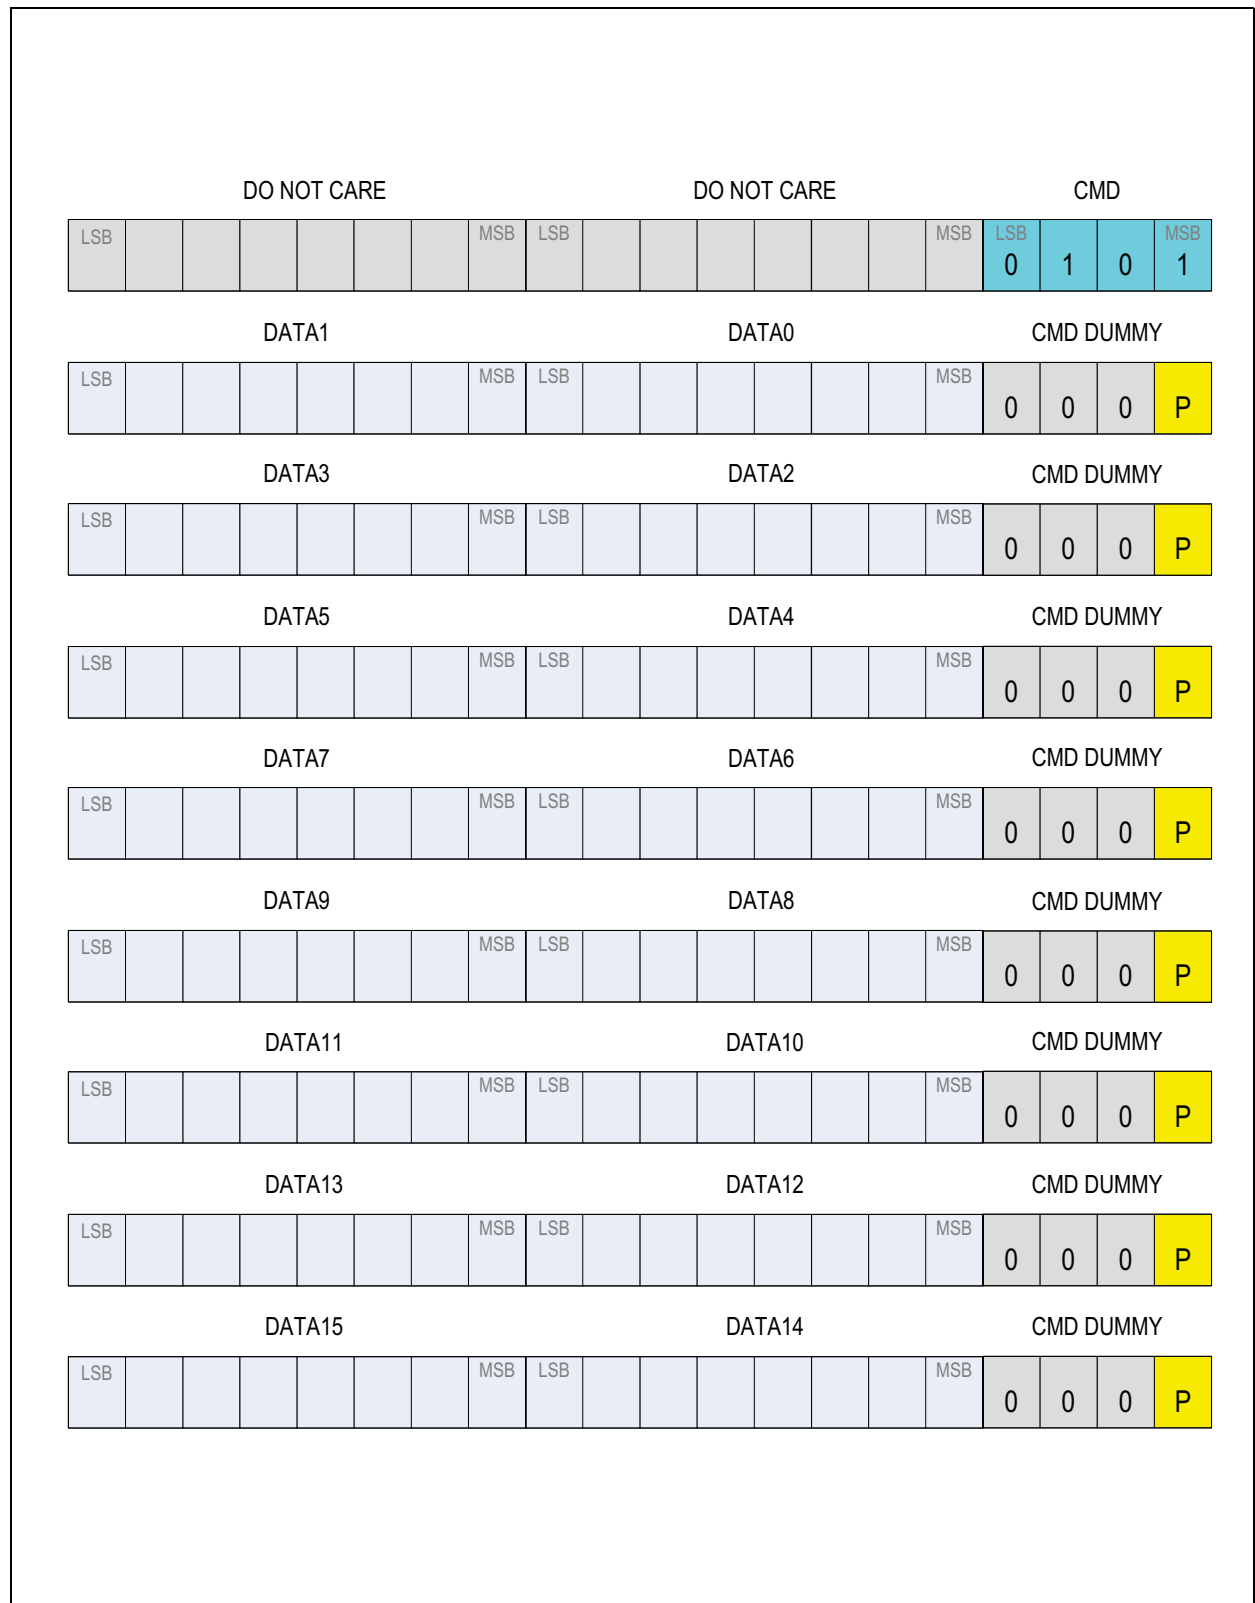 DO NOT CARE DO NOT CARE CMD
LSB MSB LSB MSB LSB MSB
0 1 0 1
DATA1 DATA0 CMD DUMMY
LSB MSB LSB MSB
0 0 0 P
DATA3 DATA2 CMD DUMMY
LSB MSB LSB MSB
0 0 0 P
DATA5 DATA4 CMD DUMMY
LSB MSB LSB MSB
0 0 0 P
DATA7 DATA6 CMD DUMMY
LSB MSB LSB MSB
0 0 0 P
DATA9 DATA8 CMD DUMMY
LSB MSB LSB MSB
0 0 0 P
DATA11 DATA10 CMD DUMMY
LSB MSB LSB MSB
0 0 0 P
DATA13 DATA12 CMD DUMMY
LSB MSB LSB MSB
0 0 0 P
DATA15 DATA14 CMD DUMMY
LSB MSB LSB MSB
0 0 0 P